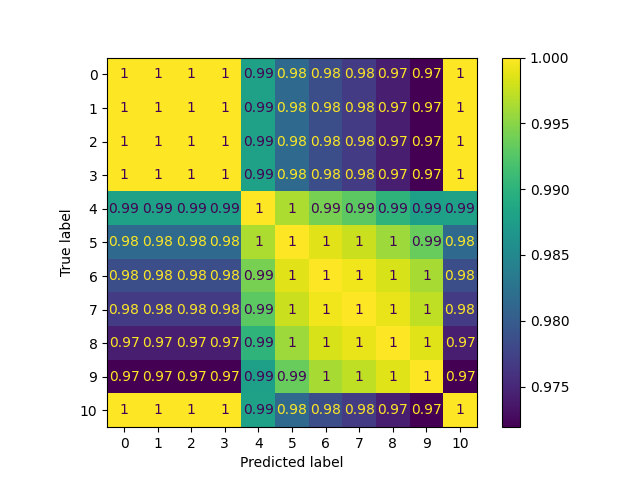 0 1 1 1 1 0.99 0.98 0.98 0.98 0.97 0.97 1
1 1 1 1 1 0.99 0.98 0.98 0.98 0.97 0.97 1
2 1 1 1 1 0.99 0.98 0.98 0.98 0.97 0.97 1
3 1 1 1 1 0.99 0.98 0.98 0.98 0.97 0.97 1
4 0.99 0.99 0.99 0.99 1 1 0.99 0.99 0.99 0.99 0.99
5 0.98 0.98 0.98 0.98 1 1 1 1 1 0.99 0.98
6 0.98 0.98 0.98 0.98 0.99 1 1 1 1 1 0.98
7 0.98 0.98 0.98 0.98 0.99 1 1 1 1 1 0.98
8 0.97 0.97 0.97 0.97 0.99 1 1 1 1 1 0.97
9 0.97 0.97 0.97 0.97 0.99 0.99 1 1 1 1 0.97
10 1 1 1 1 0.99 0.98 0.98 0.98 0.97 0.97 1
0 1 2 3 4 5 6 7 8 9 10
Predicted label
True label
1.000
0.995
0.990
0.985
0.980
0.975